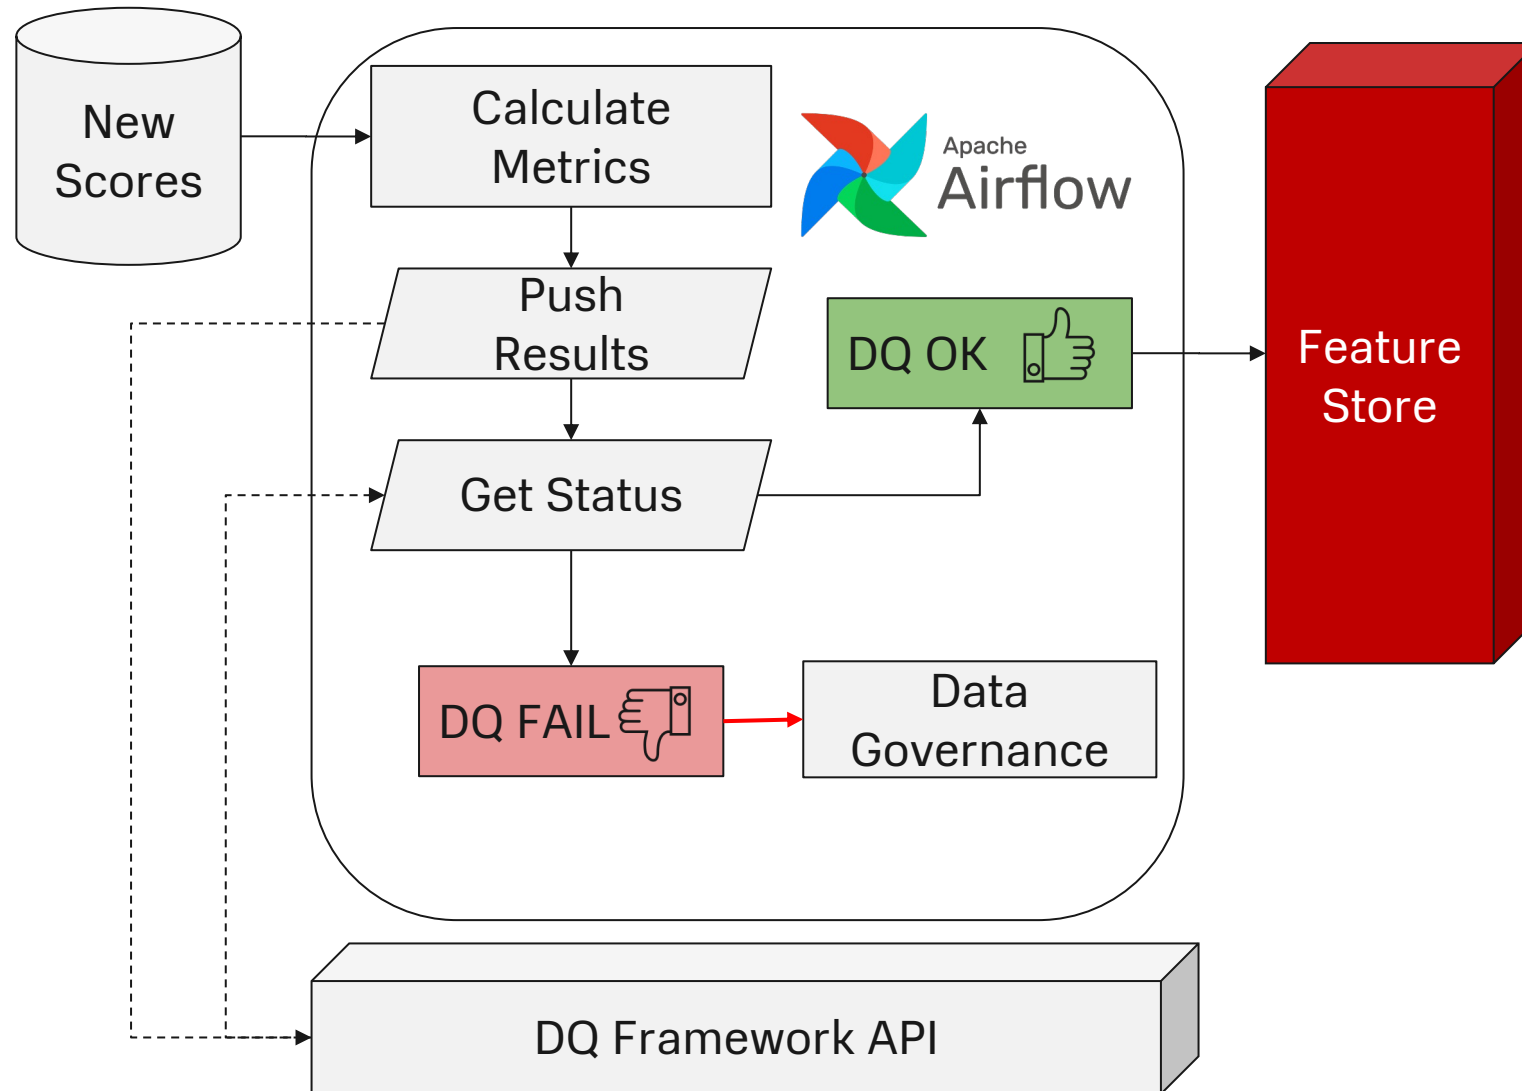 New
Scores
Calculate
Metrics
Apache
Airflow
Push
Results
DQ OK
Feature
Store
Get Status
DQ FAIL
Data
Governance
DQ Framework API